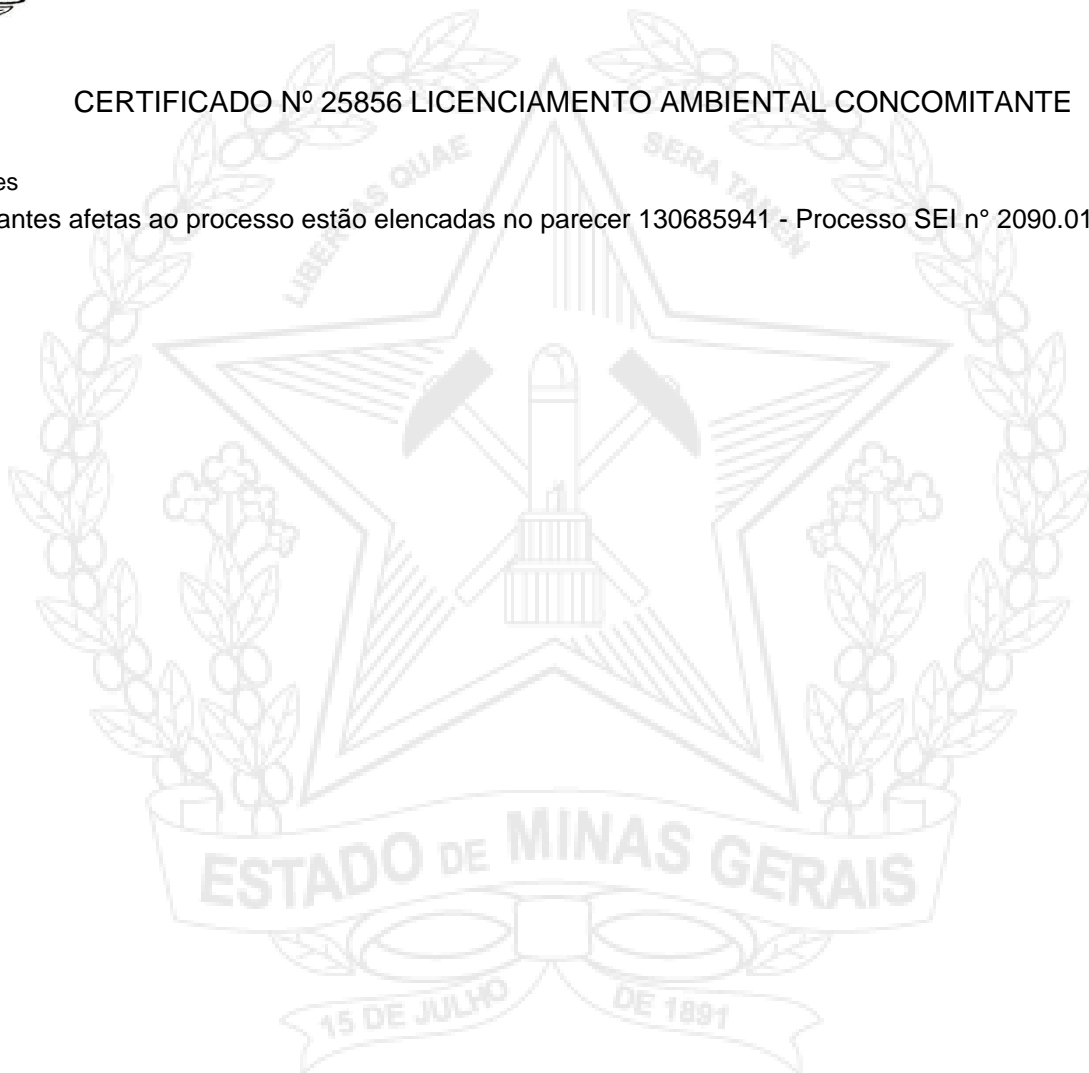 CERTIFICADO Nº 25856 LICENCIAMENTO AMBIENTAL CONCOMITANTE
es
antes afetas ao processo estão elencadas no parecer 130685941 - Processo SEI n° 2090.01
LIBERTAS QUAE SERA TAMEN
ESTADO DE MINAS GERAIS
15 DE JULHO DE 1891